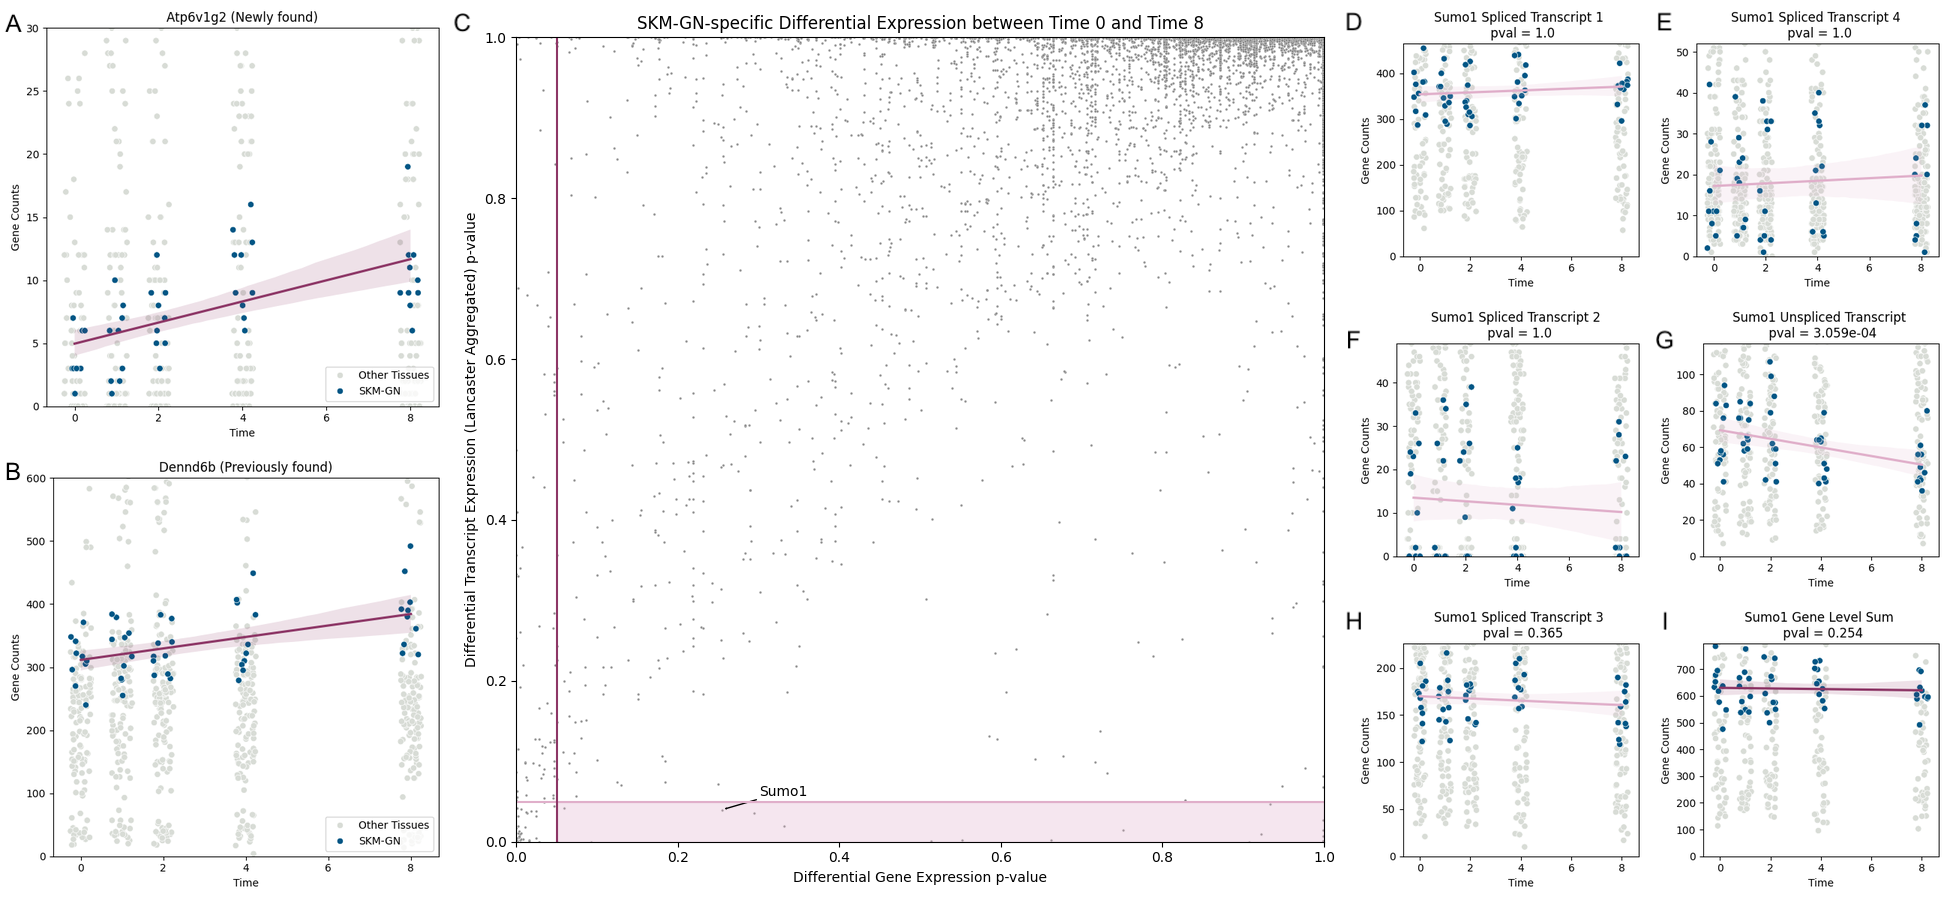 A
Atp6v1g2 (Newly found)
30
25
20
15
10
5
0
Gene Counts
0 2 4 6 8
Time
Other Tissues
SKM-GN
B
Dennd6b (Previously found)
600
500
400
300
200
100
0
Gene Counts
0 2 4 6 8
Time
Other Tissues
SKM-GN
C
SKM-GN-specific Differential Expression between Time 0 and Time 8
1.0
0.8
0.6
0.4
0.2
0.0
Differential Transcript Expression (Lancaster Aggregated) p-value
Sumo1
0.0 0.2 0.4 0.6 0.8 1.0
Differential Gene Expression p-value
D
Sumo1 Spliced Transcript 1
pval = 1.0
400
300
200
100
0
Gene Counts
0 2 4 6 8
Time
E
Sumo1 Spliced Transcript 4
pval = 1.0
50
40
30
20
10
0
Gene Counts
0 2 4 6 8
Time
F
Sumo1 Spliced Transcript 2
pval = 1.0
40
30
20
10
0
Gene Counts
0 2 4 6 8
Time
G
Sumo1 Unspliced Transcript
pval = 3.059e-04
100
80
60
40
20
0
Gene Counts
0 2 4 6 8
Time
H
Sumo1 Spliced Transcript 3
pval = 0.365
200
150
100
50
0
Gene Counts
0 2 4 6 8
Time
I
Sumo1 Gene Level Sum
pval = 0.254
700
600
500
400
300
200
100
0
Gene Counts
0 2 4 6 8
Time